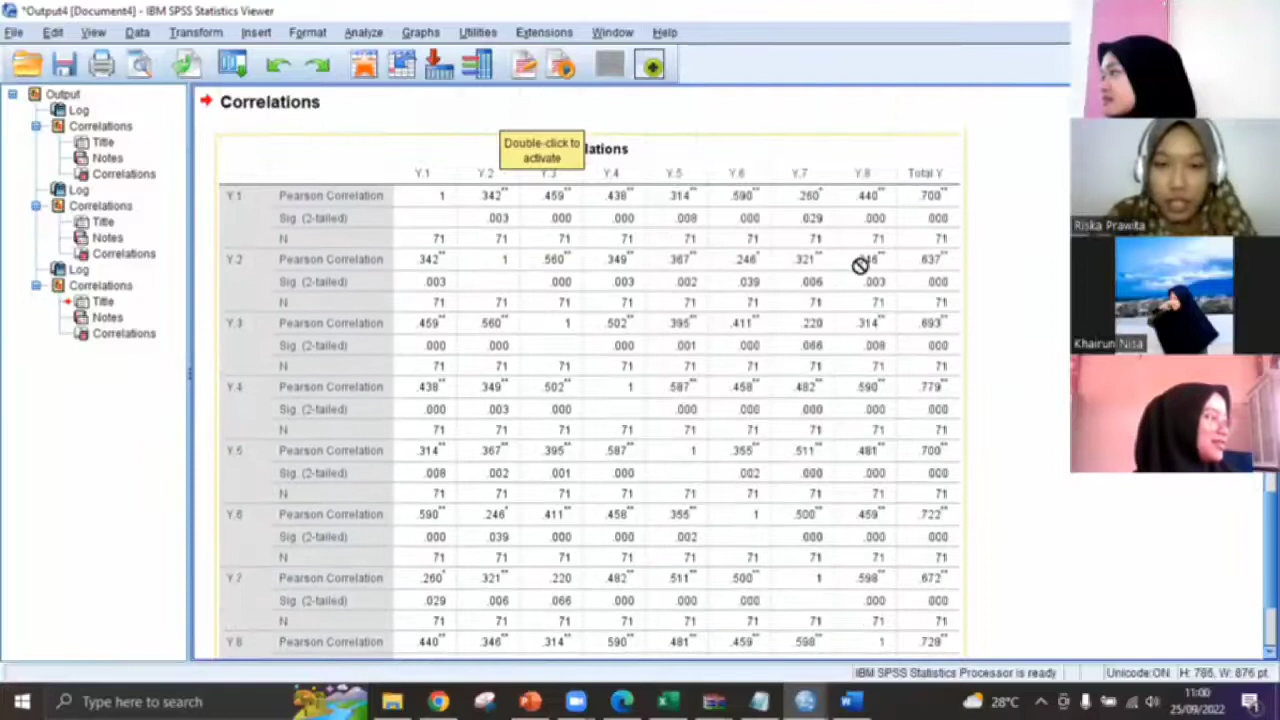 *Output4 [Document4] - IBM SPSS Statistics Viewer
File Edit View Data Transform Insert Format Analyze Graphs Utilities Extensions Window Help
Output
Log
Correlations
Title
Notes
Correlations
Log
Correlations
Title
Notes
Correlations
Log
Correlations
Title
Notes
Correlations
Correlations
Double-click to
activate
lations
Y.1 Y.2 Y.3 Y.4 Y.5 Y.6 Y.7 Y.8 Total Y
Y.1 Pearson Correlation 1 .342** .459** .438** .314** .590** .260* .440** .700**
Sig. (2-tailed) .003 .000 .000 .008 .000 .029 .000 .000
N 71 71 71 71 71 71 71 71 71
Y.2 Pearson Correlation .342** 1 .560** .349** .367** .246* .321** .637**
Sig. (2-tailed) .003 .000 .003 .002 .039 .006 .003 .000
N 71 71 71 71 71 71 71 71 71
Y.3 Pearson Correlation .459** .560** 1 .502** .395** .411** .220 .314** .693**
Sig. (2-tailed) .000 .000 .000 .001 .000 .066 .008 .000
N 71 71 71 71 71 71 71 71 71
Y.4 Pearson Correlation .438** .349** .502** 1 .587** .458** .482** .590** .779**
Sig. (2-tailed) .000 .003 .000 .000 .000 .000 .000 .000
N 71 71 71 71 71 71 71 71 71
Y.5 Pearson Correlation .314** .367** .395** .587** 1 .355** .511** .481** .700**
Sig. (2-tailed) .008 .002 .001 .000 .002 .000 .000 .000
N 71 71 71 71 71 71 71 71 71
Y.6 Pearson Correlation .590** .246* .411** .458** .355** 1 .500** .459** .722**
Sig. (2-tailed) .000 .039 .000 .000 .002 .000 .000 .000
N 71 71 71 71 71 71 71 71 71
Y.7 Pearson Correlation .260* .321** .220 .482** .511** .500** 1 .598** .672**
Sig. (2-tailed) .029 .006 .066 .000 .000 .000 .000 .000
N 71 71 71 71 71 71 71 71 71
Y.8 Pearson Correlation .440** .346** .314** .590** .481** .459** .598** 1 .728**
Riska Prawita
Khairun Nisa
IBM SPSS Statistics Processor is ready Unicode:ON H: 785, W: 876 pt.
Type here to search
28°C
11:00
25/09/2022